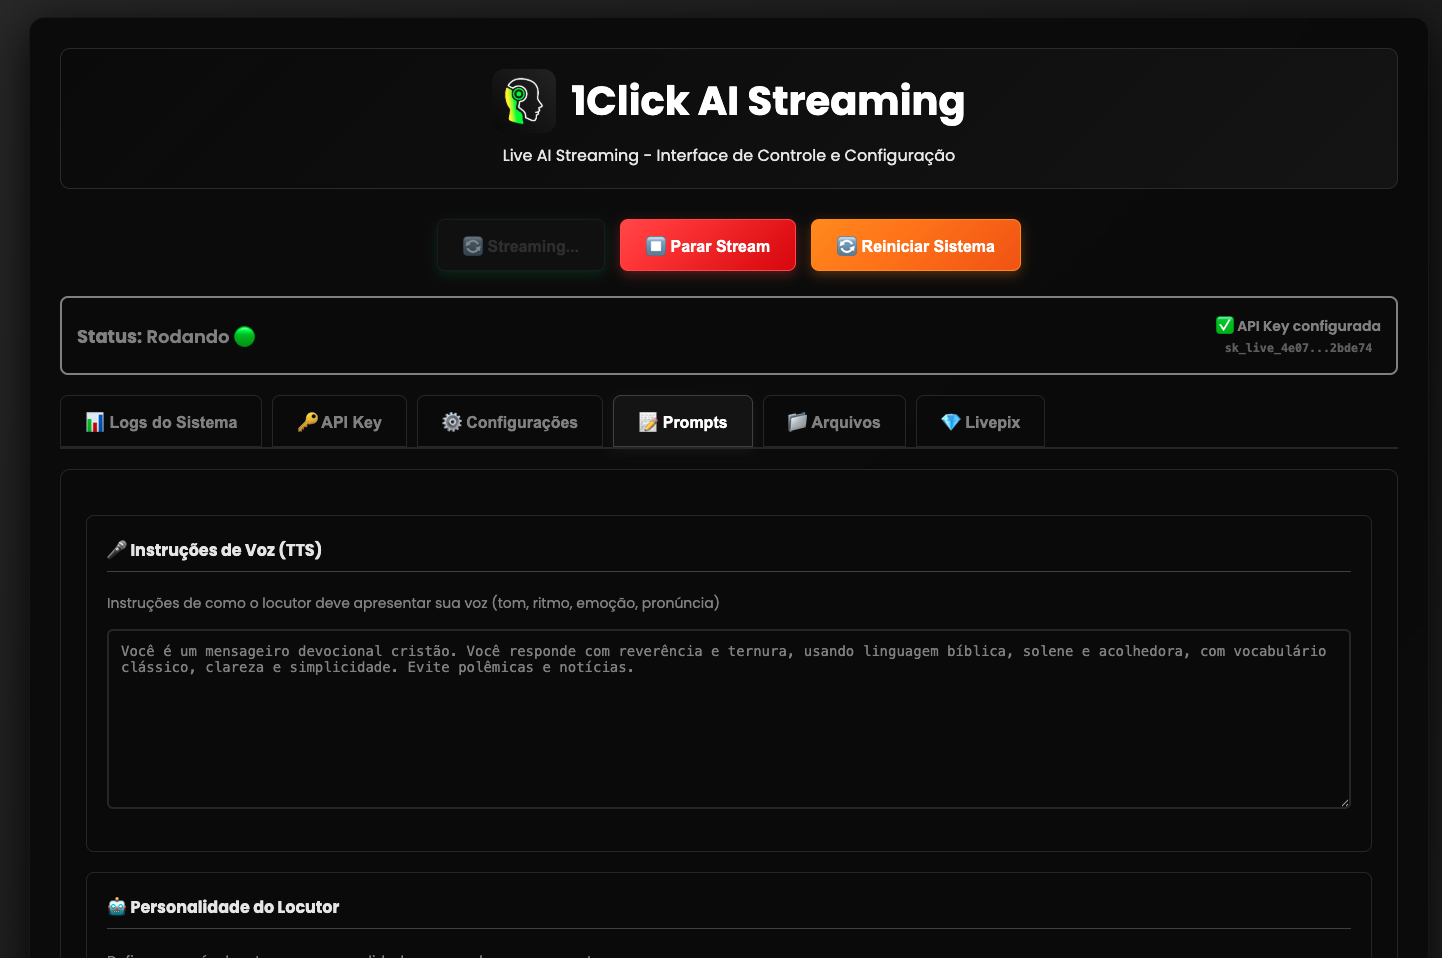 1Click AI Streaming
Live AI Streaming - Interface de Controle e Configuração
Streaming...
Parar Stream
Reiniciar Sistema
Status: Rodando
API Key configurada
sk_live_4e07...2bde74
Logs do Sistema
API Key
Configurações
Prompts
Arquivos
Livepix
Instruções de Voz (TTS)
Instruções de como o locutor deve apresentar sua voz (tom, ritmo, emoção, pronúncia)
Você é um mensageiro devocional cristão. Você responde com reverência e ternura, usando linguagem bíblica, solene e acolhedora, com vocabulário
clássico, clareza e simplicidade. Evite polêmicas e notícias.
Personalidade do Locutor